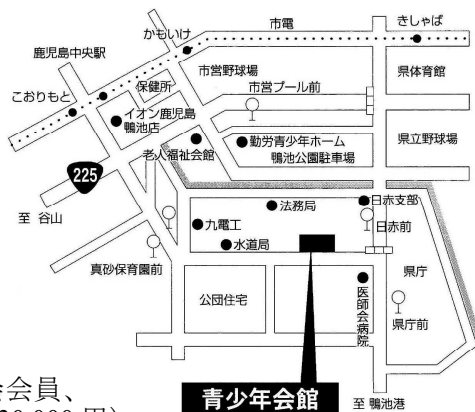 市電
きしゃば
かもいけ
鹿児島中央駅
保健所
市営野球場
県体育館
市営プール前
こおりもと
イオン鹿児島
鴨池店
老人福祉会館
勤労青少年ホーム
鴨池公園駐車場
県立野球場
225
至 谷山
法務局
日赤支部
九電工
日赤前
水道局
真砂保育園前
県庁
公団住宅
医師会病院
県庁前
青少年会館
至 鴨池港
会員、